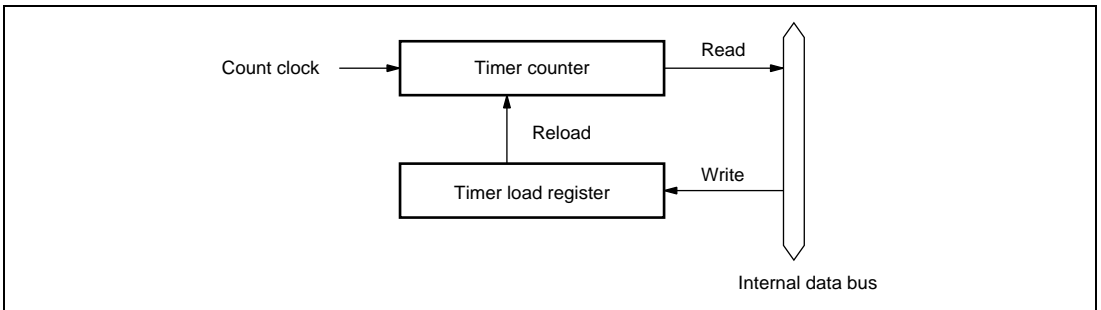 Read
Count clock
Timer counter
Reload
Write
Timer load register
Internal data bus